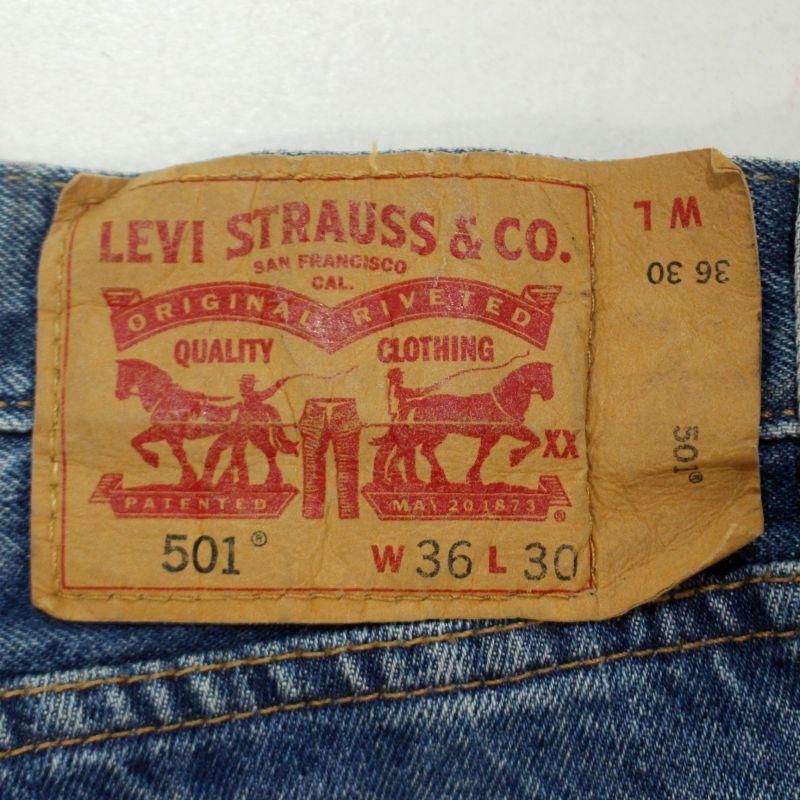 LEVI STRAUSS & CO.
SAN FRANCISCO
CAL.
ORIGINAL RIVETED
QUALITY CLOTHING
XX
PATENTED MAY 20 1873 ®
501® W 36 L 30
W L
36 30
501®